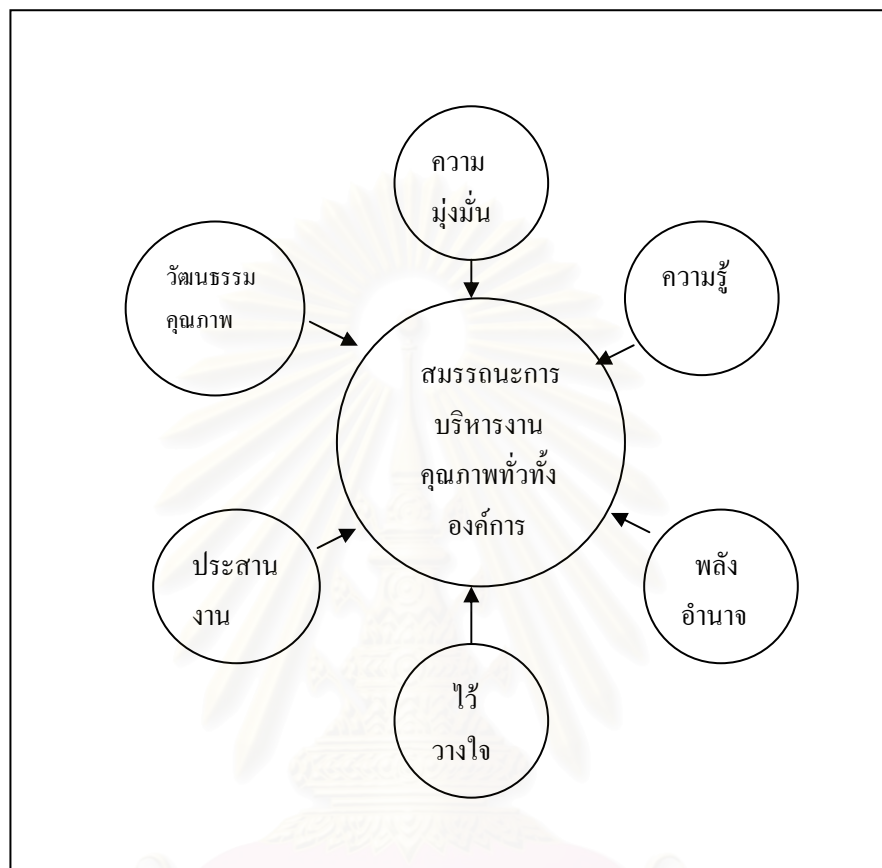 ความ
มุ่งมั่น
วัฒนธรรม
คุณภาพ
ความรู้
สมรรถนะการ
บริหารงาน
คุณภาพทั่วทั้ง
องค์การ
ประสาน
งาน
พลัง
อำนาจ
ไว้
วางใจ